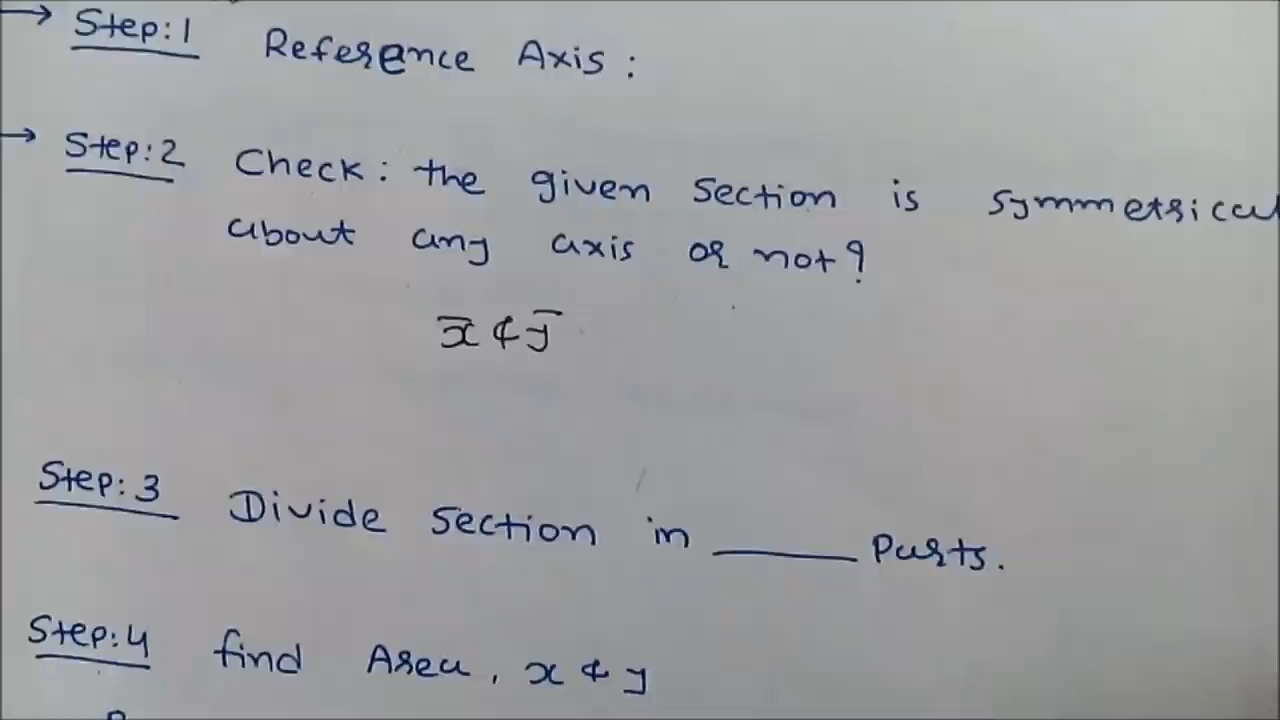 → Step:1 Reference Axis:
→ Step:2 Check: the given section is symmetrical
about any axis or not?
x̄ & ȳ
Step:3 Divide section in ______ Parts.
Step:4 find Area, x & y